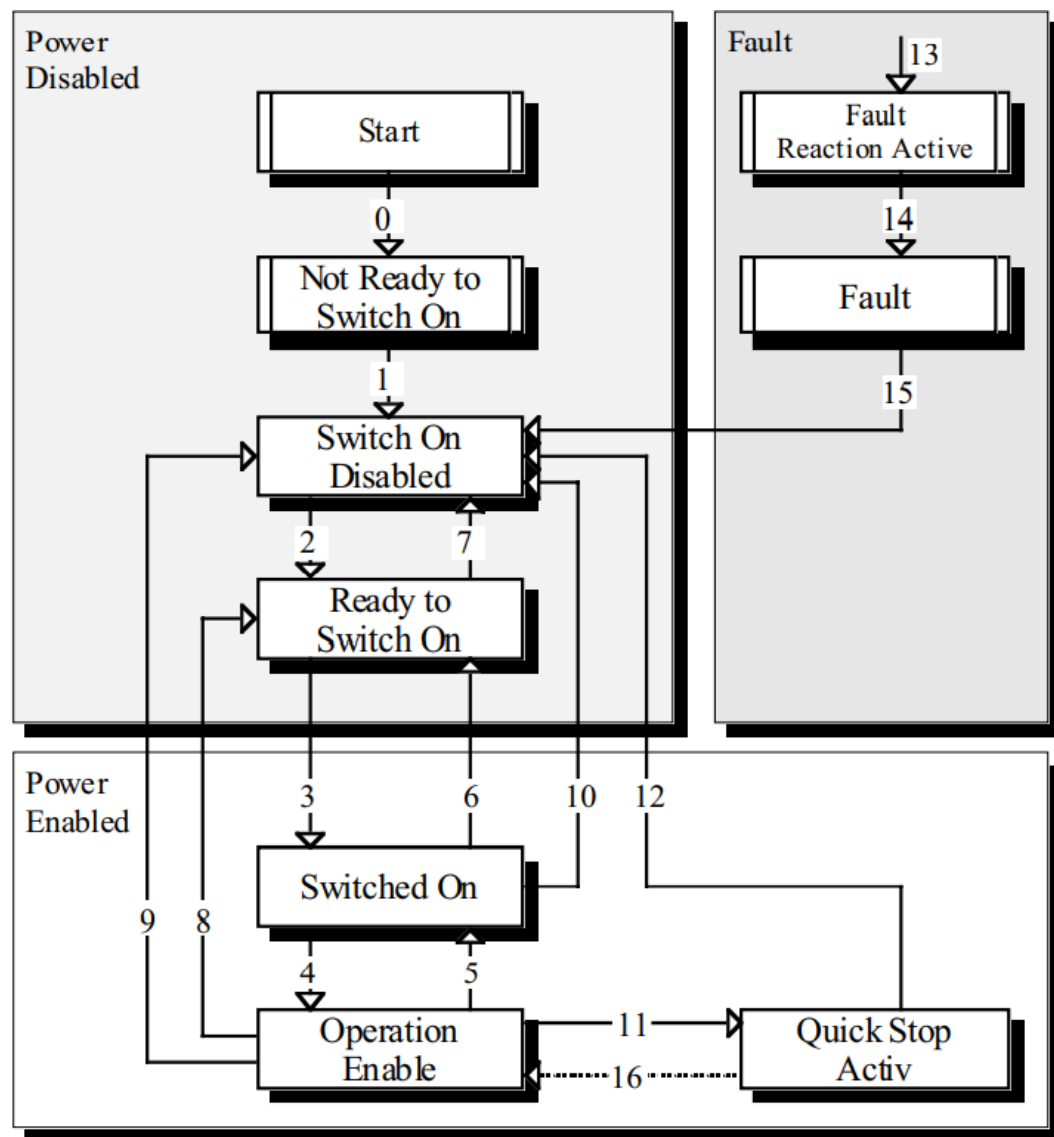 Power
Disabled
Start
0
Not Ready to
Switch On
1
Switch On
Disabled
2
7
Ready to
Switch On
Fault
13
Fault
Reaction Active
14
Fault
15
Power
Enabled
3
6
10
12
Switched On
9
8
4
5
Operation
Enable
11
16
Quick Stop
Activ